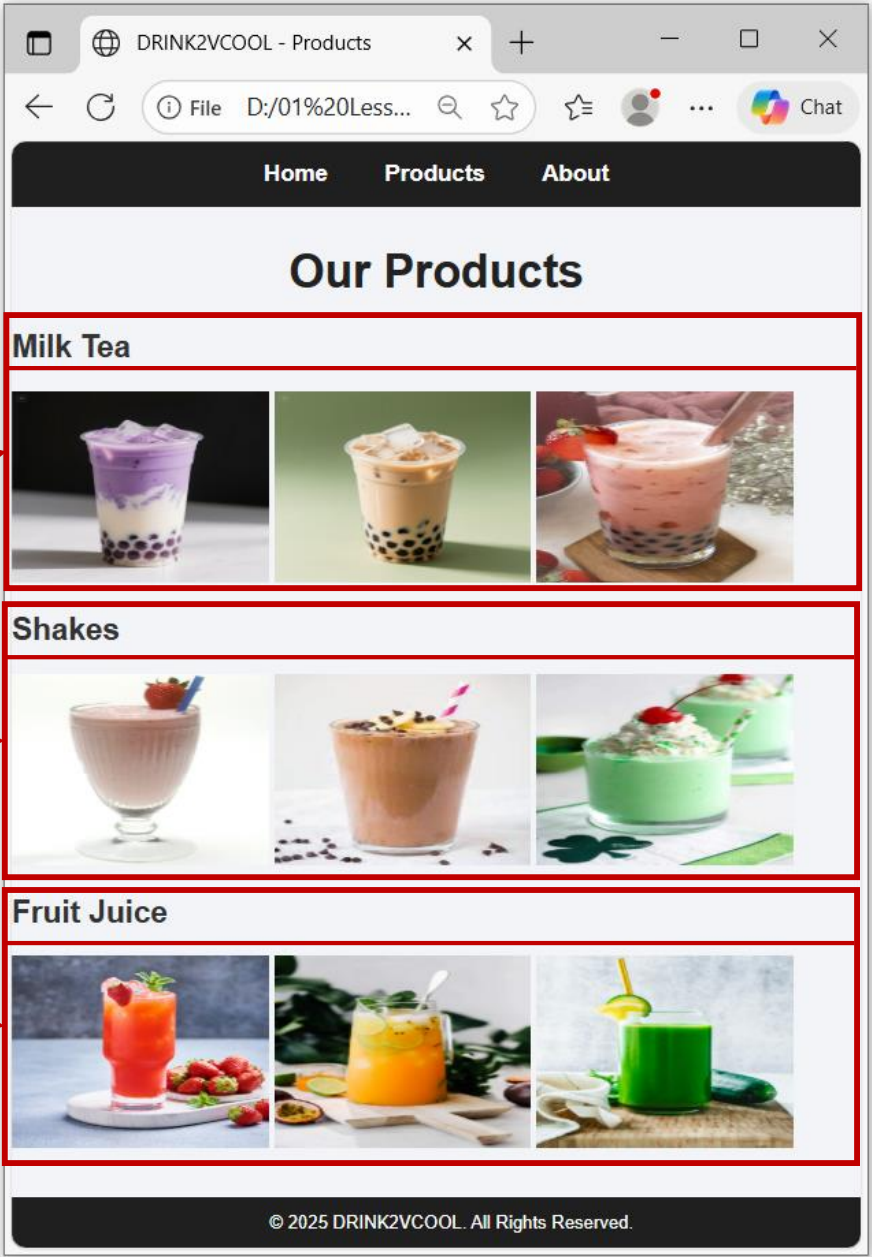 DRINK2VCOOL - Products
File D:/01%20Less...
Chat
Home Products About
Our Products
Milk Tea
Shakes
Fruit Juice
© 2025 DRINK2VCOOL. All Rights Reserved.